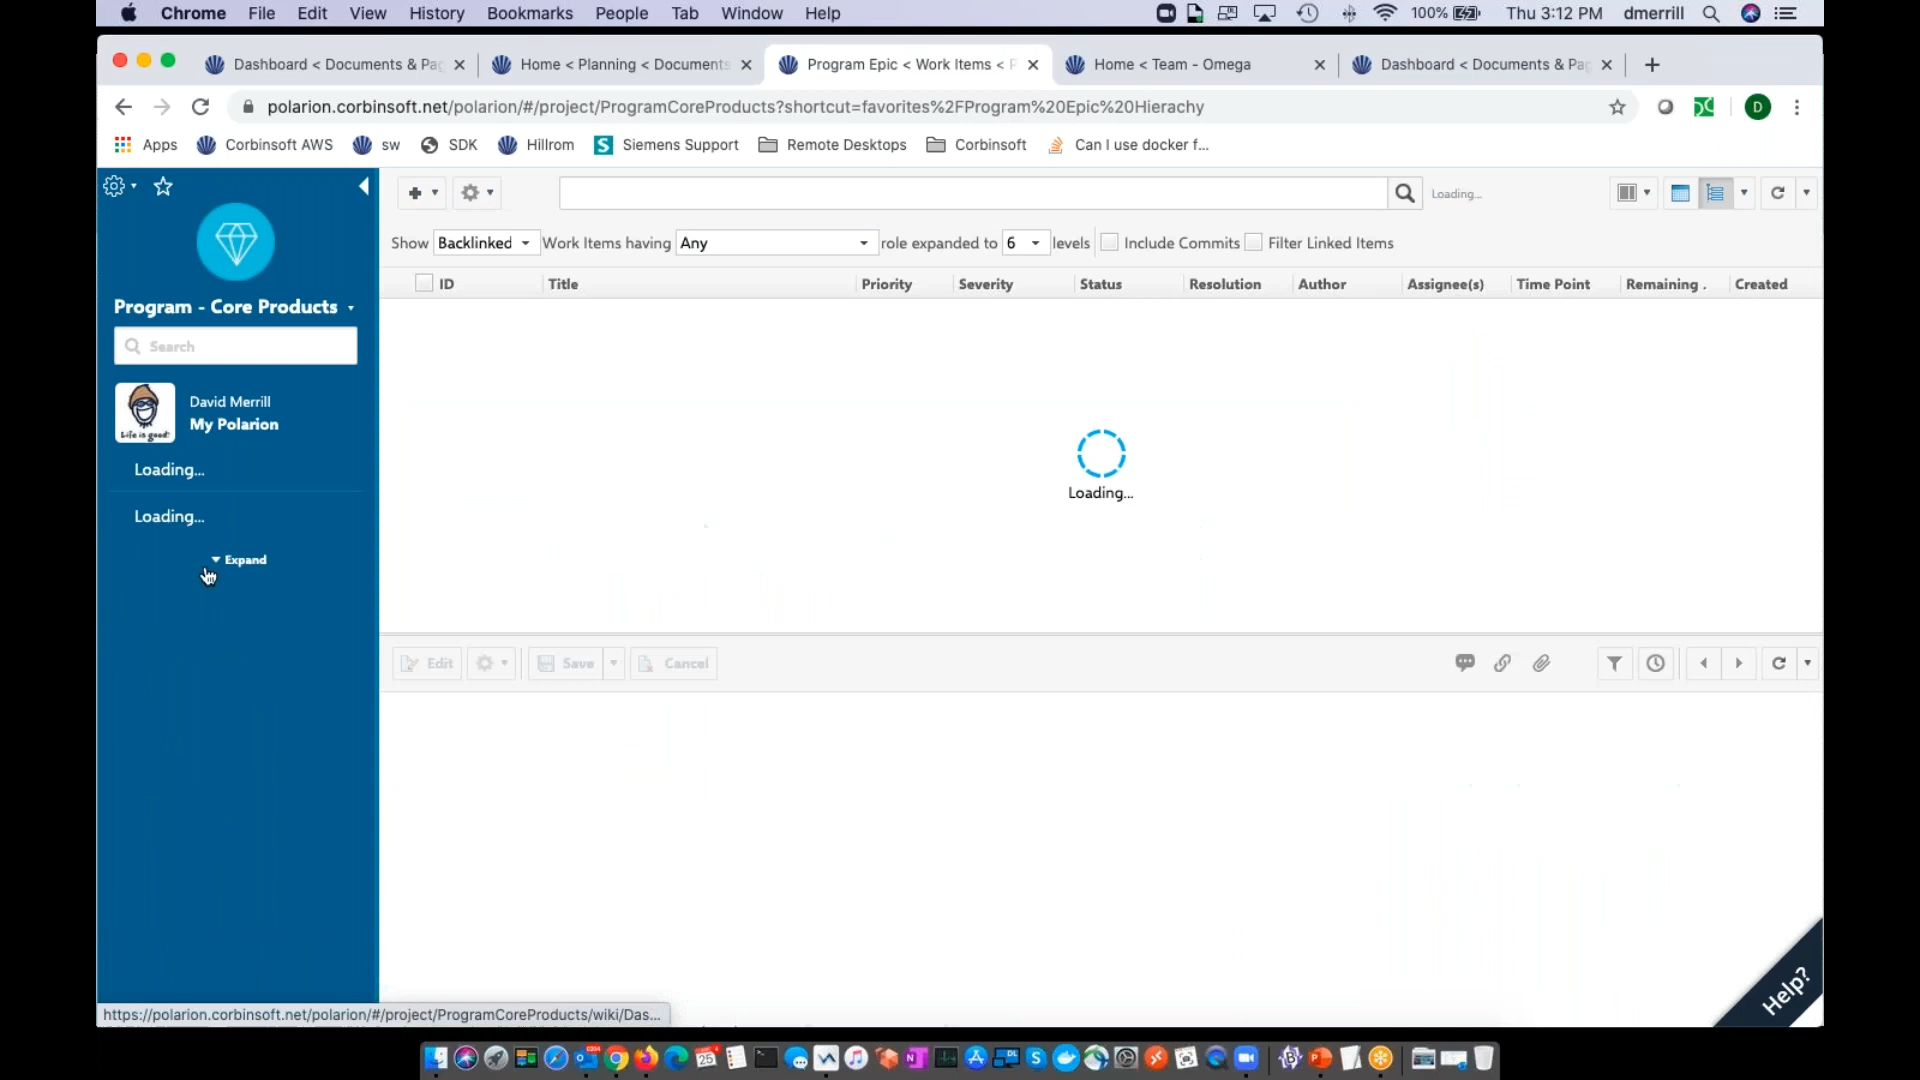 Chrome File Edit View History Bookmarks People Tab Window Help 100% Thu 3:12 PM dmerrill
Dashboard < Documents & Pag Home < Planning < Documents Program Epic < Work Items < P Home < Team - Omega Dashboard < Documents & Pag
polarion.corbinsoft.net/polarion/#/project/ProgramCoreProducts?shortcut=favorites%2FProgram%20Epic%20Hierachy D
Apps Corbinsoft AWS sw SDK Hillrom S Siemens Support Remote Desktops Corbinsoft Can I use docker f...
Loading...
Show Backlinked Work Items having Any role expanded to 6 levels Include Commits Filter Linked Items
ID Title Priority Severity Status Resolution Author Assignee(s) Time Point Remaining . Created
Program - Core Products
Search
David Merrill
My Polarion
Life is good!
Loading...
Loading...
Expand
Loading...
Edit Save Cancel
Help?
https://polarion.corbinsoft.net/polarion/#/project/ProgramCoreProducts/wiki/Das...